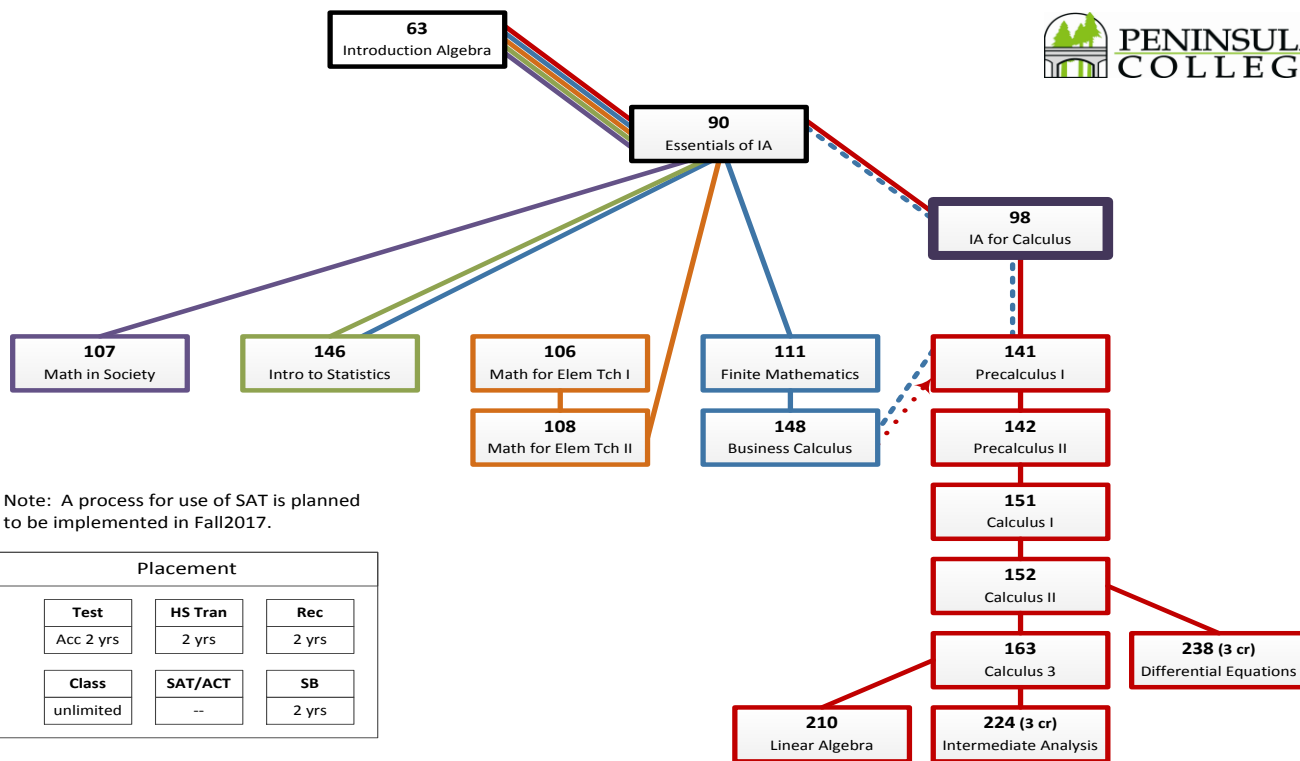 63
Introduction Algebra
PENINSUL
COLLEG
90
Essentials of IA
98
IA for Calculus
107
Math in Society
146
Intro to Statistics
106
Math for Elem Tch I
111
Finite Mathematics
141
Precalculus I
108
Math for Elem Tch II
148
Business Calculus
142
Precalculus II
Note: A process for use of SAT is planned
to be implemented in Fall2017.
151
Calculus I
152
Calculus II
163
Calculus 3
238 (3 cr)
Differential Equations
210
Linear Algebra
224 (3 cr)
Intermediate Analysis
Placement
Test
Acc 2 yrs
HS Tran
2 yrs
Rec
2 yrs
Class
unlimited
SAT/ACT
--
SB
2 yrs